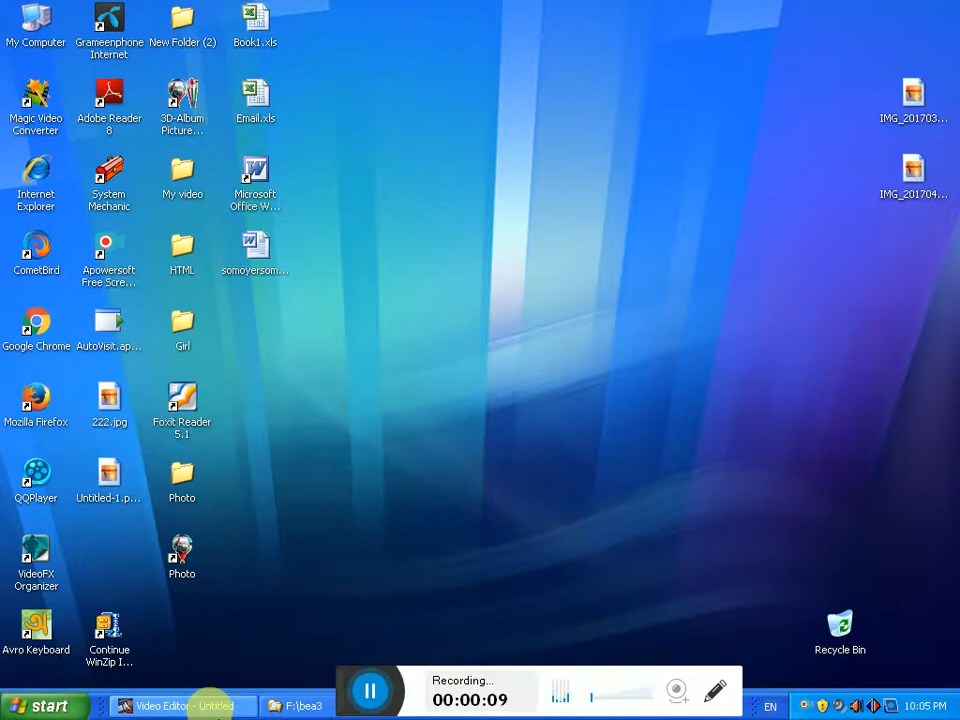 My Computer
Grameenphone
Internet
New Folder (2)
Book1.xls
Magic Video
Converter
Adobe Reader
8
3D-Album
Picture...
Email.xls
IMG_201703...
Internet
Explorer
System
Mechanic
My video
Microsoft
Office W...
IMG_201704...
CometBird
Apowersoft
Free Scre...
HTML
somoyersom...
Google Chrome
AutoVisit.ap...
Girl
Mozilla Firefox
222.jpg
Foxit Reader
5.1
QQPlayer
Untitled-1.p...
Photo
VideoFX
Organizer
Photo
Avro Keyboard
Continue
WinZip I...
Recycle Bin
start
Video Editor - Untitled
F:\bea3
Recording...
00:00:09
EN
10:05 PM